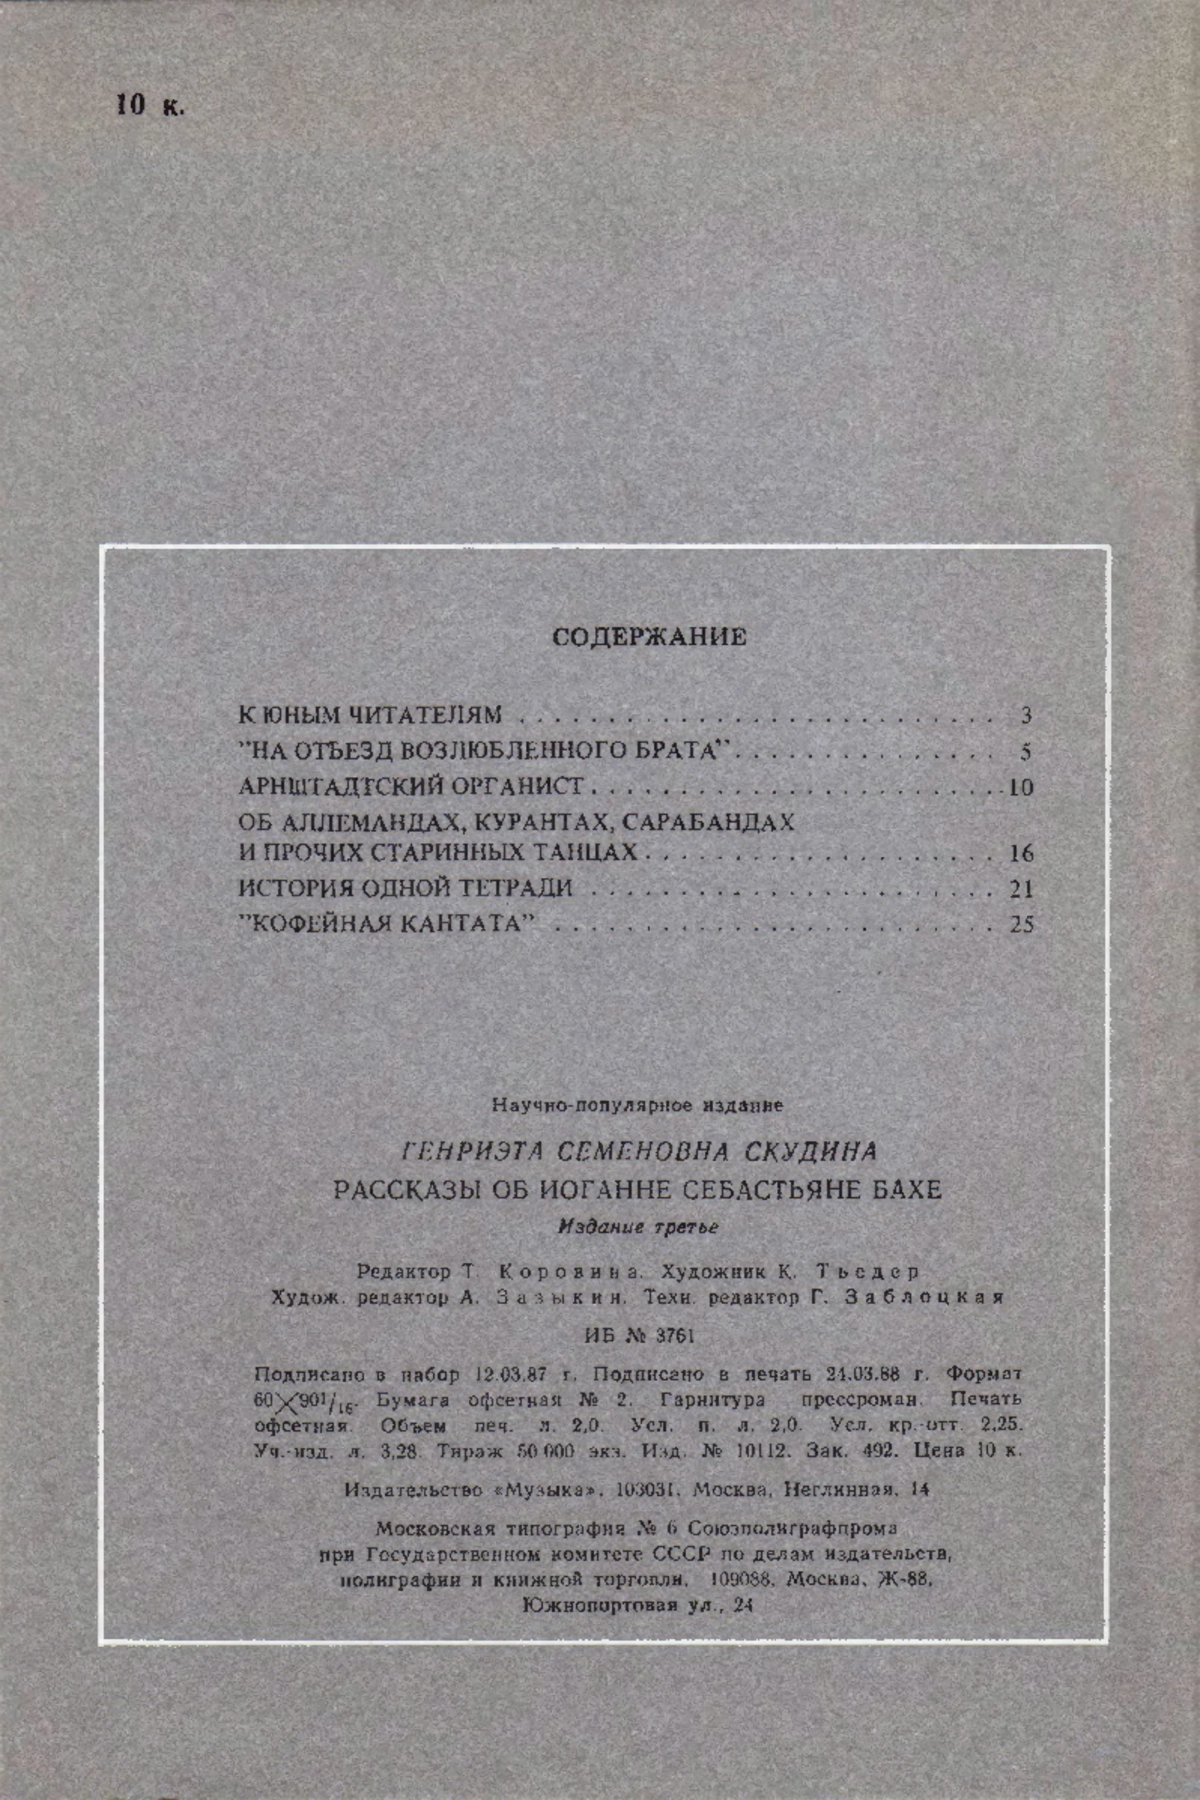 10 к.
СОДЕРЖАНИЕ
К ЮНЫМ ЧИТАТЕЛЯМ . . . . . . . . . . . . . . . . . . . . . . . . . . . 3
"НА ОТЪЕЗД ВОЗЛЮБЛЕННОГО БРАТА" . . . . . . . . . . . . . . . 5
АРНШТАДТСКИЙ ОРГАНИСТ . . . . . . . . . . . . . . . . . . . . . . . 10
ОБ АЛЛЕМАНДАХ, КУРАНТАХ, САРАБАНДАХ
И ПРОЧИХ СТАРИННЫХ ТАНЦАХ . . . . . . . . . . . . . . . . . . . . 16
ИСТОРИЯ ОДНОЙ ТЕТРАДИ . . . . . . . . . . . . . . . . . . . . . . . 21
"КОФЕЙНАЯ КАНТАТА" . . . . . . . . . . . . . . . . . . . . . . . . . 25
Научно-популярное издание
ГЕНРИЭТА СЕМЕНОВНА СКУДИНА
РАССКАЗЫ ОБ ИОГАННЕ СЕБАСТЬЯНЕ БАХЕ
Издание третье
Редактор Т. Коровина. Художник К. Тьедер
Худож. редактор А. Зазыкин. Техн. редактор Г. Заблоцкая
ИБ № 3761
Подписано в набор 12.03.87 г. Подписано в печать 24.03.88 г. Формат
60×90 1/16. Бумага офсетная № 2. Гарнитура прессроман. Печать
офсетная. Объем печ. л. 2,0. Усл. п. л. 2,0. Усл. кр.-отт. 2,25.
Уч.-изд. л. 3,28. Тираж 50 000 экз. Изд. № 10112. Зак. 492. Цена 10 к.
Издательство «Музыка». 103031. Москва, Неглинная, 14
Московская типография № 6 Союзполиграфпрома
при Государственном комитете СССР по делам издательств,
полиграфии и книжной торговли. 109088, Москва, Ж-88,
Южнопортовая ул., 24